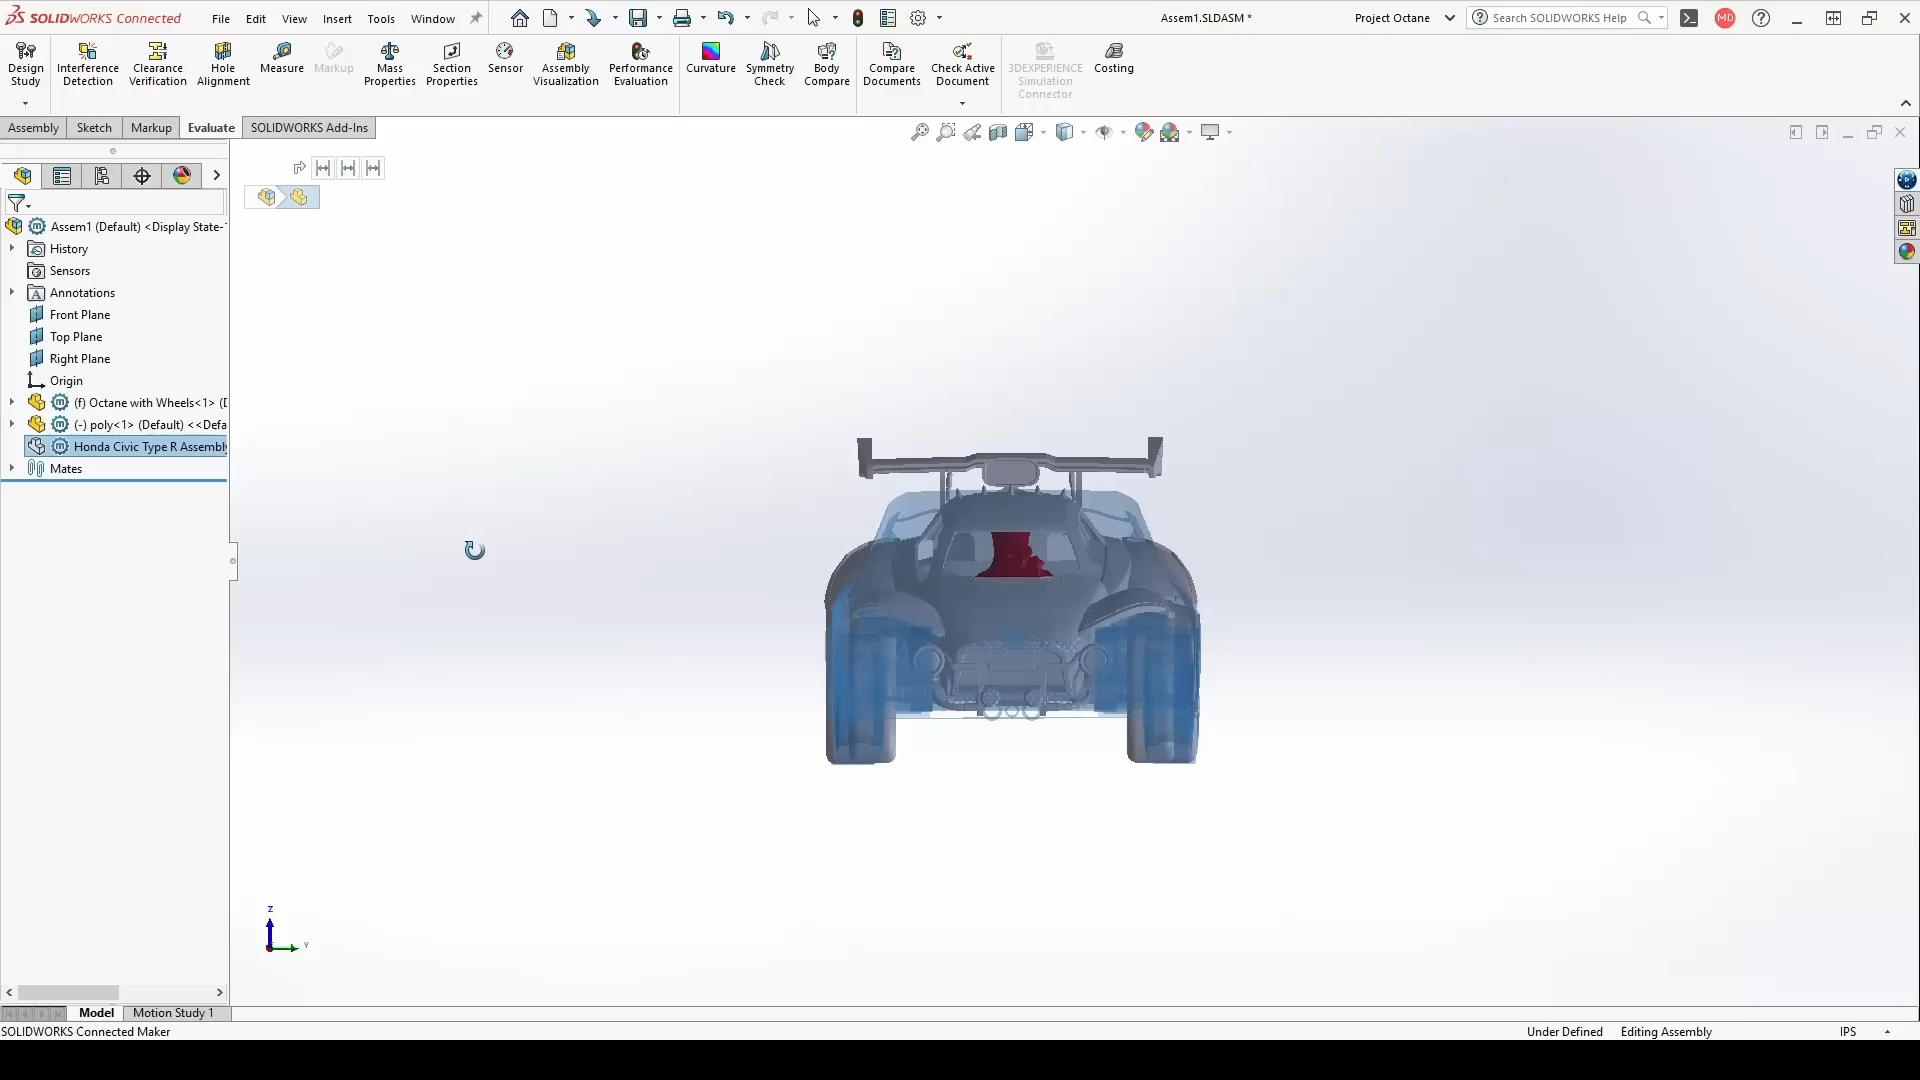 SOLIDWORKS Connected
File Edit View Insert Tools Window
Assem1.SLDASM *
Project Octane
Search SOLIDWORKS Help
MD
Design Study
Interference Detection
Clearance Verification
Hole Alignment
Measure
Markup
Mass Properties
Section Properties
Sensor
Assembly Visualization
Performance Evaluation
Curvature
Symmetry Check
Body Compare
Compare Documents
Check Active Document
3DEXPERIENCE Simulation Connector
Costing
Assembly Sketch Markup Evaluate SOLIDWORKS Add-Ins
Assem1 (Default) <Display State-
History
Sensors
Annotations
Front Plane
Top Plane
Right Plane
Origin
(f) Octane with Wheels<1> (D
(-) poly<1> (Default) <<Defa
Honda Civic Type R Assembly
Mates
Z
Y
Model Motion Study 1
SOLIDWORKS Connected Maker
Under Defined Editing Assembly IPS